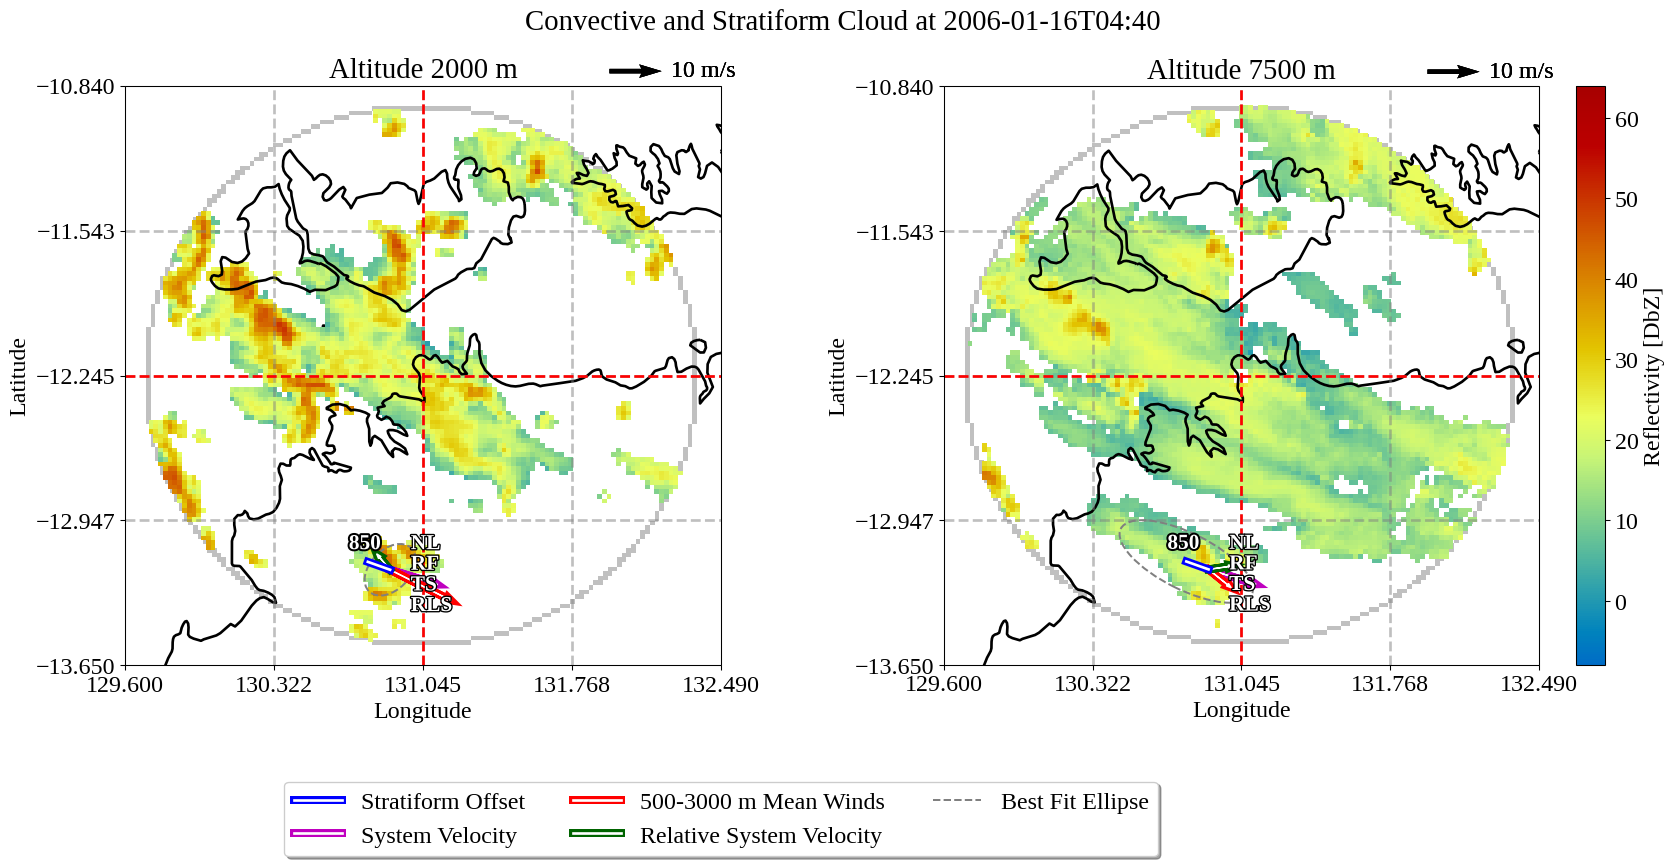 Convective and Stratiform Cloud at 2006-01-16T04:40
Altitude 2000 m
10 m/s
−10.840
−11.543
−12.245
−12.947
−13.650
Latitude
850
NL
RF
TS
RLS
129.600 130.322 131.045 131.768 132.490
Longitude
Altitude 7500 m
10 m/s
−10.840
−11.543
−12.245
−12.947
−13.650
Latitude
850
NL
RF
TS
RLS
129.600 130.322 131.045 131.768 132.490
Longitude
60
50
40
30
20
10
0
Reflectivity [DbZ]
Stratiform Offset
System Velocity
500-3000 m Mean Winds
Relative System Velocity
Best Fit Ellipse